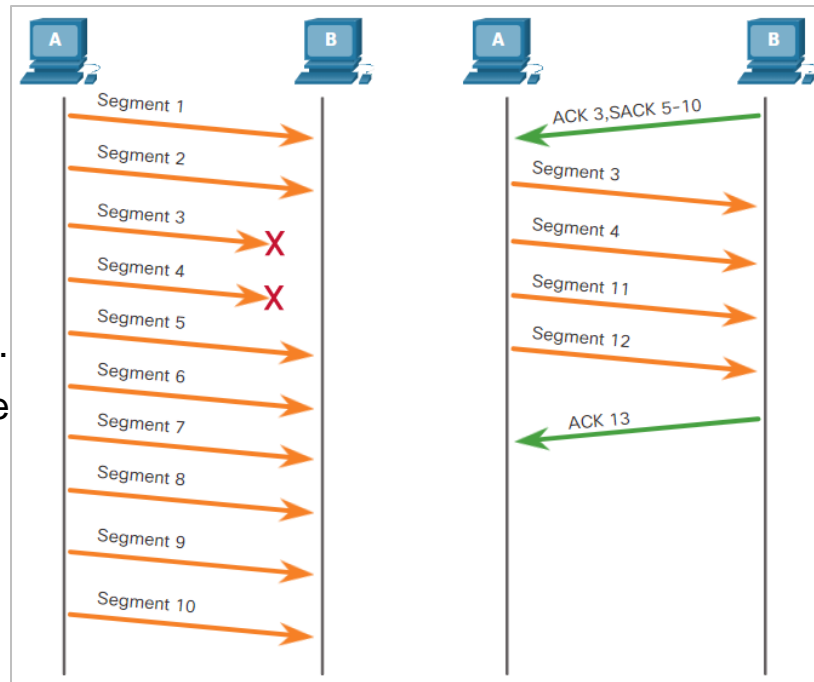 A
B
Segment 1
Segment 2
Segment 3
X
Segment 4
X
Segment 5
Segment 6
Segment 7
Segment 8
Segment 9
Segment 10
.
e
A
B
ACK 3,SACK 5-10
Segment 3
Segment 4
Segment 11
Segment 12
ACK 13